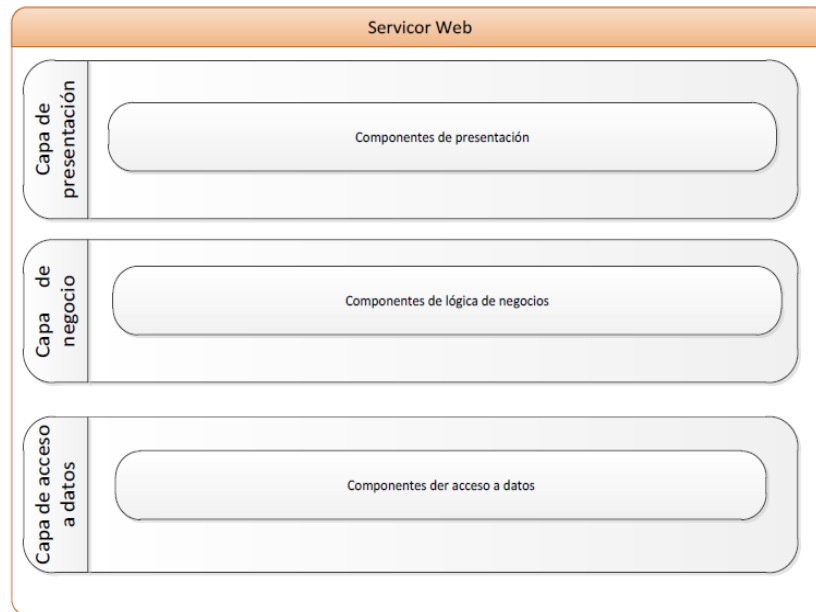 Servicor Web
Capa de
presentación
Componentes de presentación
Capa de
negocio
Componentes de lógica de negocios
Capa de acceso
a datos
Componentes der acceso a datos